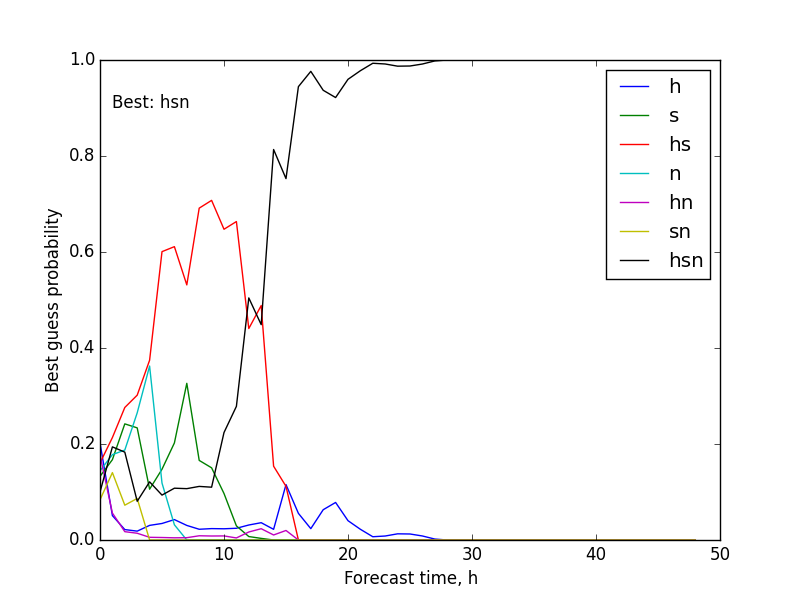 1.0
0.8
0.6
0.4
0.2
0.0
0
10
20
30
40
50
Best guess probability
Forecast time, h
Best: hsn
h
s
hs
n
hn
sn
hsn